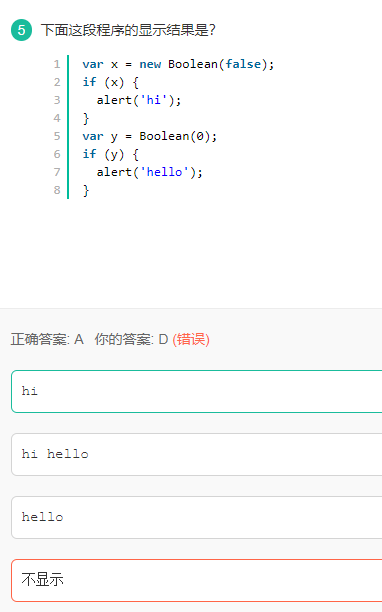 5 下面这段程序的显示结果是？
1 var x = new Boolean(false);
2 if (x) {
3   alert('hi');
4 }
5 var y = Boolean(0);
6 if (y) {
7   alert('hello');
8 }
正确答案: A 你的答案: D (错误)
hi
hi hello
hello
不显示